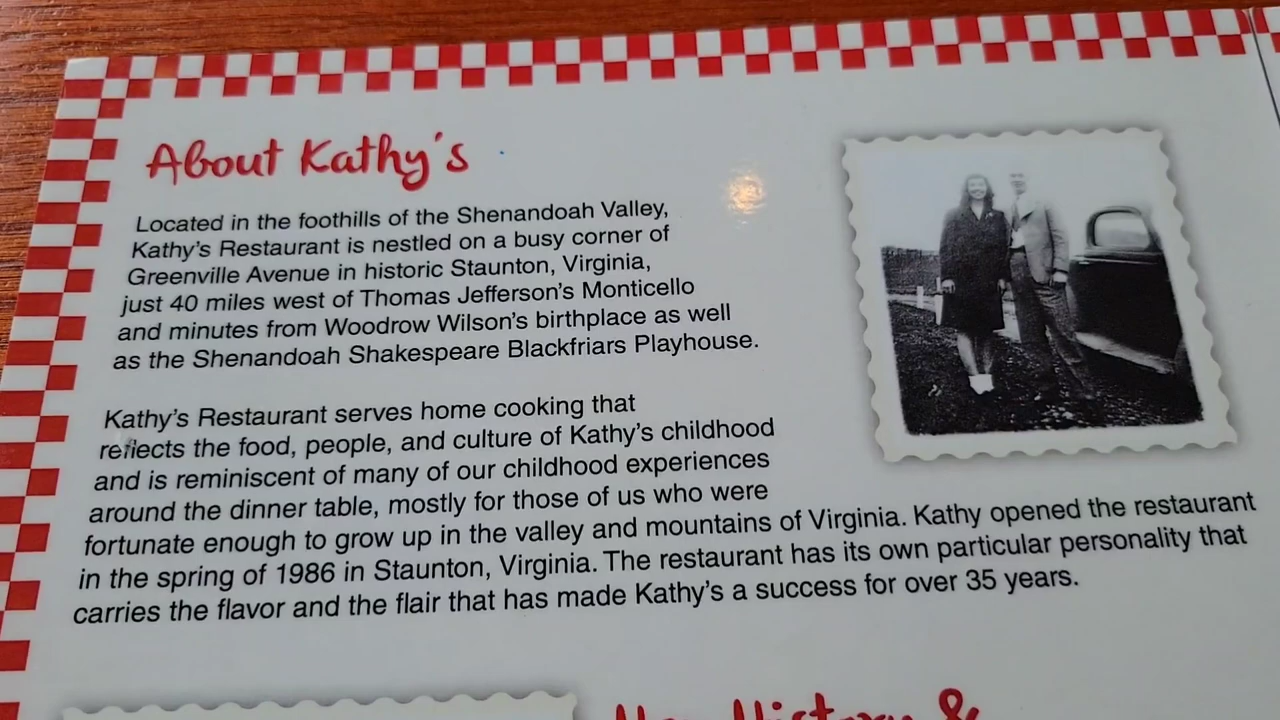 About Kathy's
Located in the foothills of the Shenandoah Valley,
Kathy's Restaurant is nestled on a busy corner of
Greenville Avenue in historic Staunton, Virginia,
just 40 miles west of Thomas Jefferson's Monticello
and minutes from Woodrow Wilson's birthplace as well
as the Shenandoah Shakespeare Blackfriars Playhouse.
Kathy's Restaurant serves home cooking that
reflects the food, people, and culture of Kathy's childhood
and is reminiscent of many of our childhood experiences
around the dinner table, mostly for those of us who were
fortunate enough to grow up in the valley and mountains of Virginia. Kathy opened the restaurant
in the spring of 1986 in Staunton, Virginia. The restaurant has its own particular personality that
carries the flavor and the flair that has made Kathy's a success for over 35 years.
History &